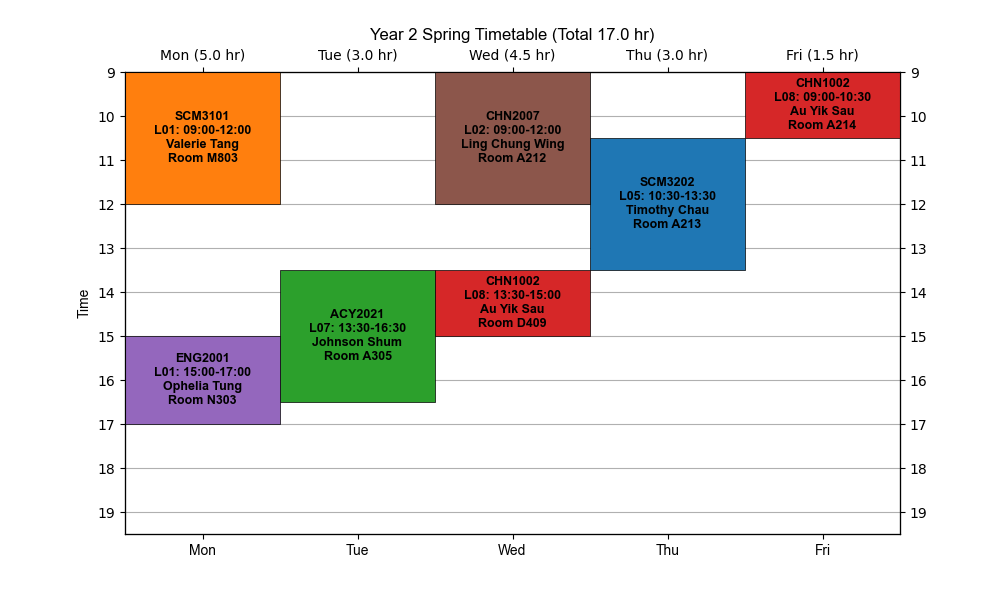 Year 2 Spring Timetable (Total 17.0 hr)
Mon (5.0 hr) Tue (3.0 hr) Wed (4.5 hr) Thu (3.0 hr) Fri (1.5 hr)
SCM3101
L01: 09:00-12:00
Valerie Tang
Room M803
ENG2001
L01: 15:00-17:00
Ophelia Tung
Room N303
ACY2021
L07: 13:30-16:30
Johnson Shum
Room A305
CHN2007
L02: 09:00-12:00
Ling Chung Wing
Room A212
CHN1002
L08: 13:30-15:00
Au Yik Sau
Room D409
SCM3202
L05: 10:30-13:30
Timothy Chau
Room A213
CHN1002
L08: 09:00-10:30
Au Yik Sau
Room A214
Time
9 9
10 10
11 11
12 12
13 13
14 14
15 15
16 16
17 17
18 18
19 19
Mon Tue Wed Thu Fri